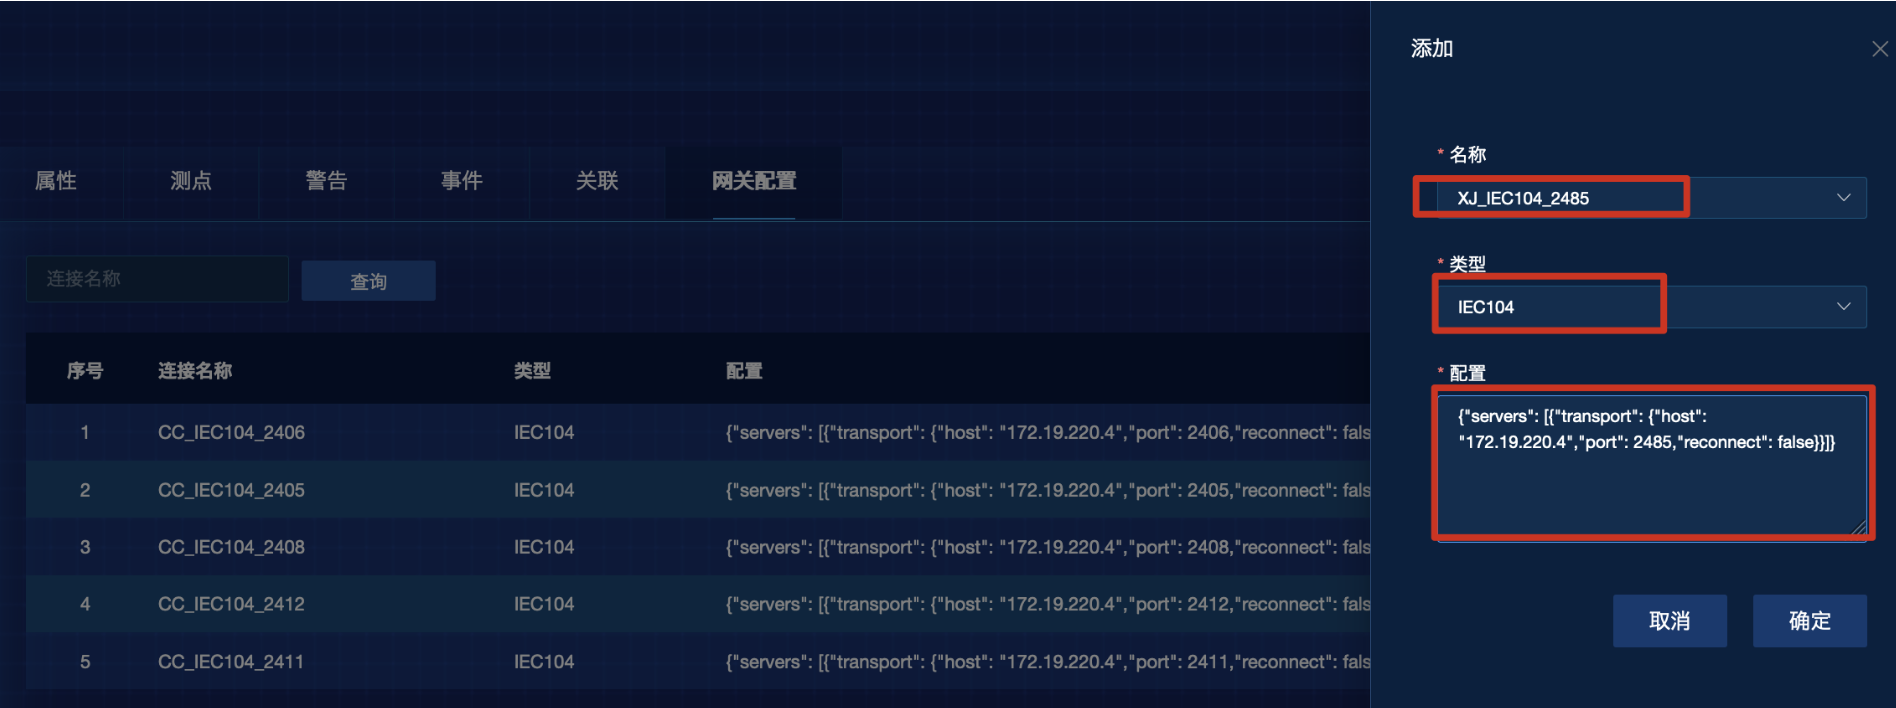 添加
* 名称
XJ_IEC104_2485
* 类型
IEC104
* 配置
{"servers": [{"transport": {"host":
"172.19.220.4","port": 2485,"reconnect": false}}]}
取消 确定
属性 测点 警告 事件 关联 网关配置
连接名称 查询
序号 连接名称 类型 配置
1 CC_IEC104_2406 IEC104 {"servers": [{"transport": {"host": "172.19.220.4","port": 2406,"reconnect": fals
2 CC_IEC104_2405 IEC104 {"servers": [{"transport": {"host": "172.19.220.4","port": 2405,"reconnect": fals
3 CC_IEC104_2408 IEC104 {"servers": [{"transport": {"host": "172.19.220.4","port": 2408,"reconnect": fals
4 CC_IEC104_2412 IEC104 {"servers": [{"transport": {"host": "172.19.220.4","port": 2412,"reconnect": fals
5 CC_IEC104_2411 IEC104 {"servers": [{"transport": {"host": "172.19.220.4","port": 2411,"reconnect": fals